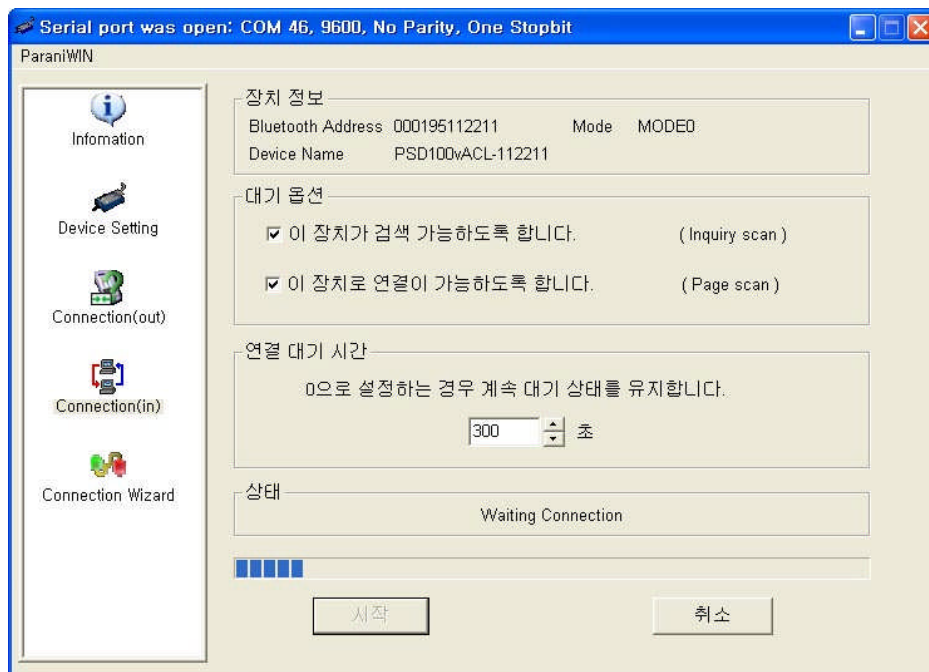 Serial port was open: COM 46, 9600, No Parity, One Stopbit
ParaniWIN
Infomation
Device Setting
Connection(out)
Connection(in)
Connection Wizard
장치 정보
Bluetooth Address 000195112211 Mode MODE0
Device Name PSD100vACL-112211
대기 옵션
이 장치가 검색 가능하도록 합니다. ( Inquiry scan )
이 장치로 연결이 가능하도록 합니다. ( Page scan )
연결 대기 시간
0으로 설정하는 경우 계속 대기 상태를 유지합니다.
300 초
상태
Waiting Connection
시작 취소